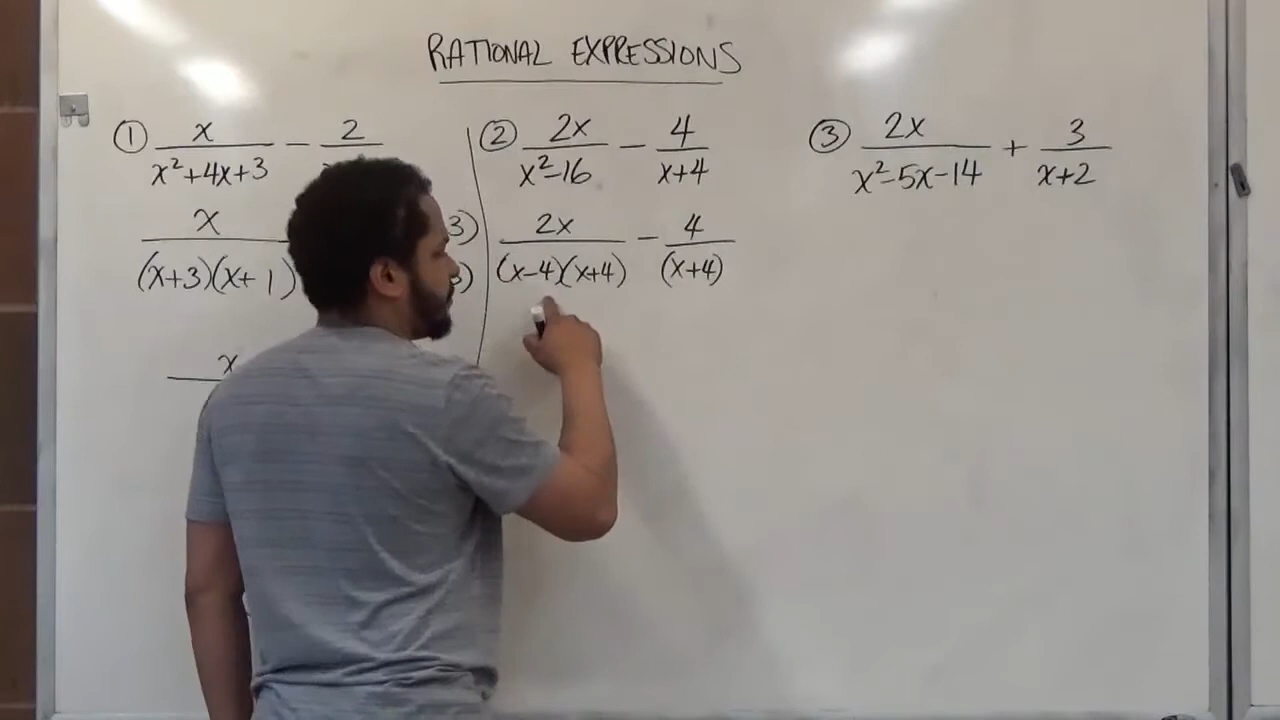 RATIONAL EXPRESSIONS
① x/(x²+4x+3) − 2/
x/((x+3)(x+1)) 3)
x
② 2x/(x²-16) − 4/(x+4)
2x/((x-4)(x+4)) − 4/(x+4)
③ 2x/(x²-5x-14) + 3/(x+2)